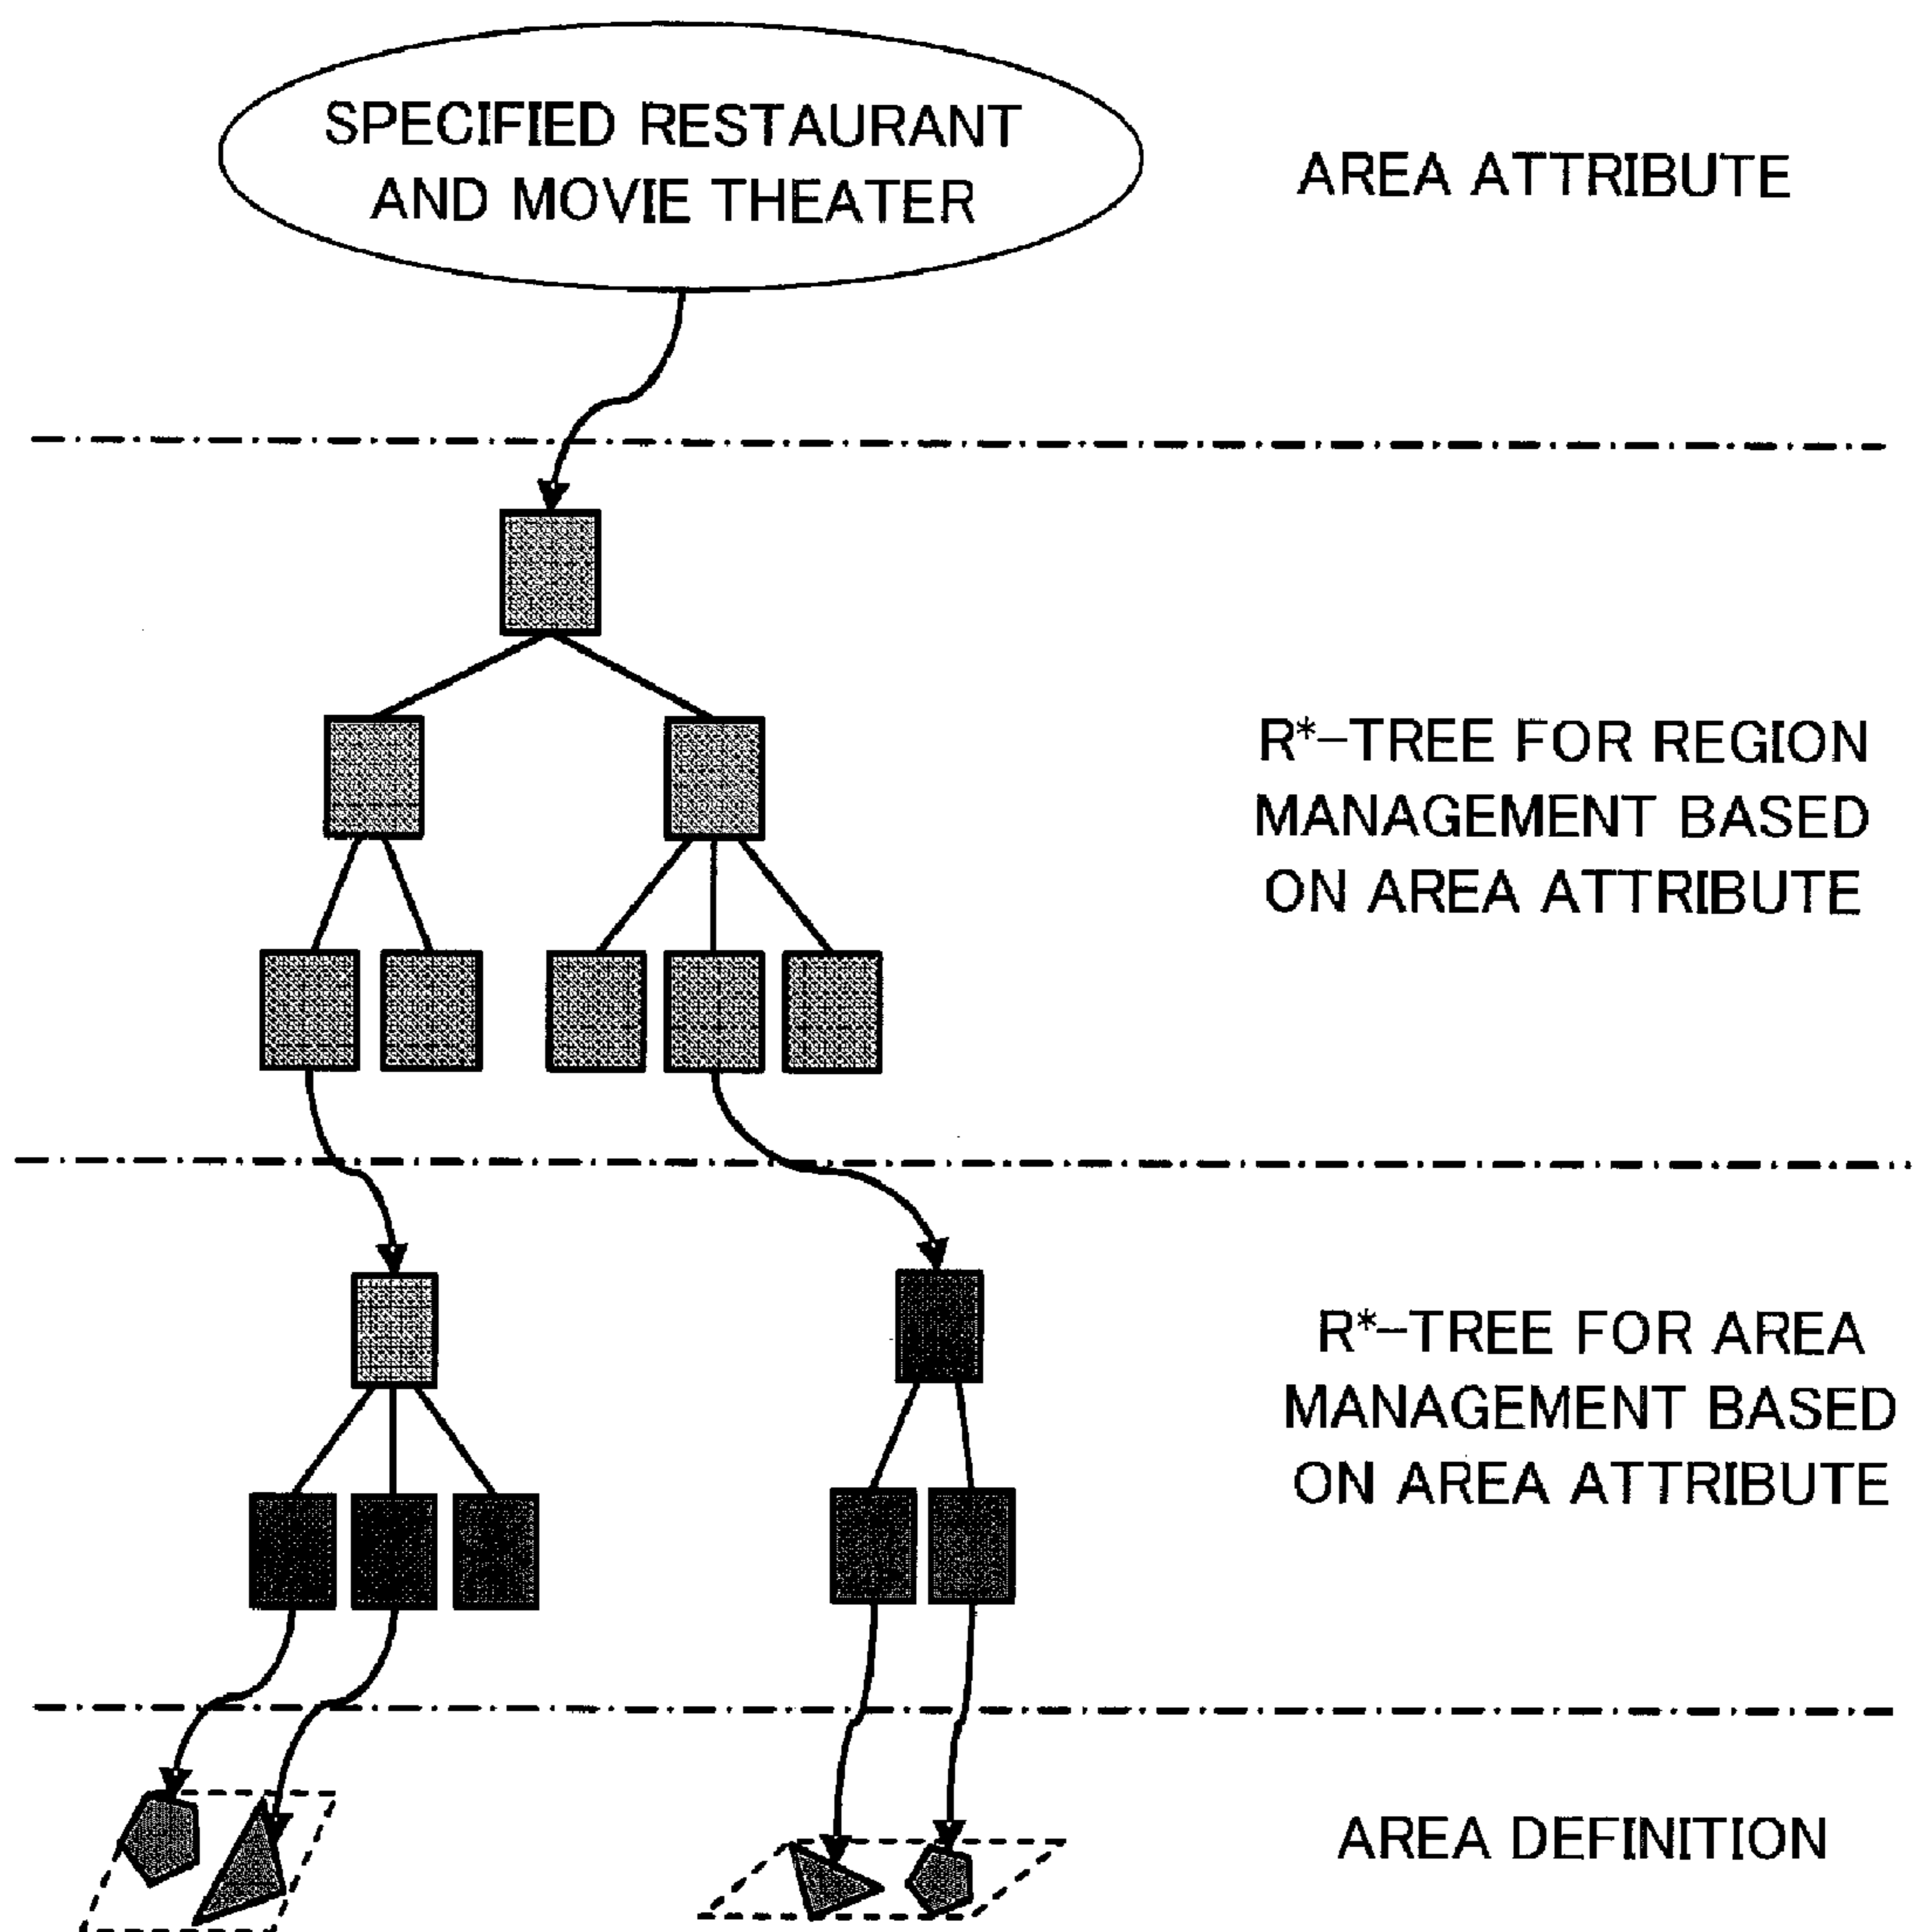 SPECIFIED RESTAURANT
AND MOVIE THEATER
AREA ATTRIBUTE
R*-TREE FOR REGION
MANAGEMENT BASED
ON AREA ATTRIBUTE
R*-TREE FOR AREA
MANAGEMENT BASED
ON AREA ATTRIBUTE
AREA DEFINITION